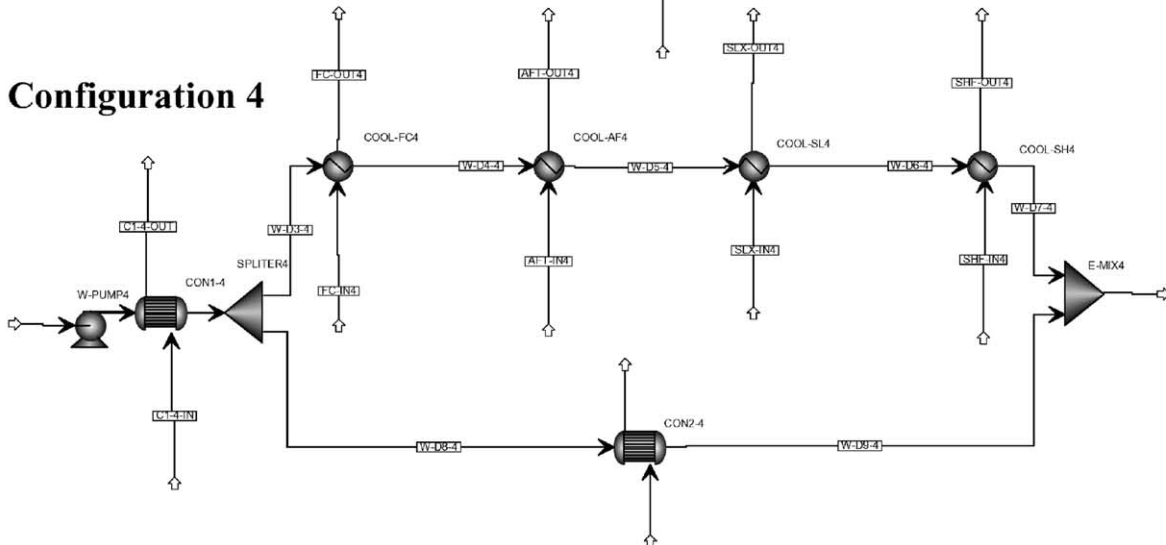 Configuration 4
FC-OUT4
AFT-OUT4
SLX-OUT4
SHF-OUT4
COOL-FC4
COOL-AF4
COOL-SL4
COOL-SH4
W-D4-4
W-D5-4
W-D6-4
W-D7-4
C1-4-OUT
W-D3-4
SPLITER4
FC-IN4
AFT-IN4
SLX-IN4
SHF-IN4
E-MIX4
W-PUMP4
CON1-4
C1-4-IN
CON2-4
W-D8-4
W-D9-4